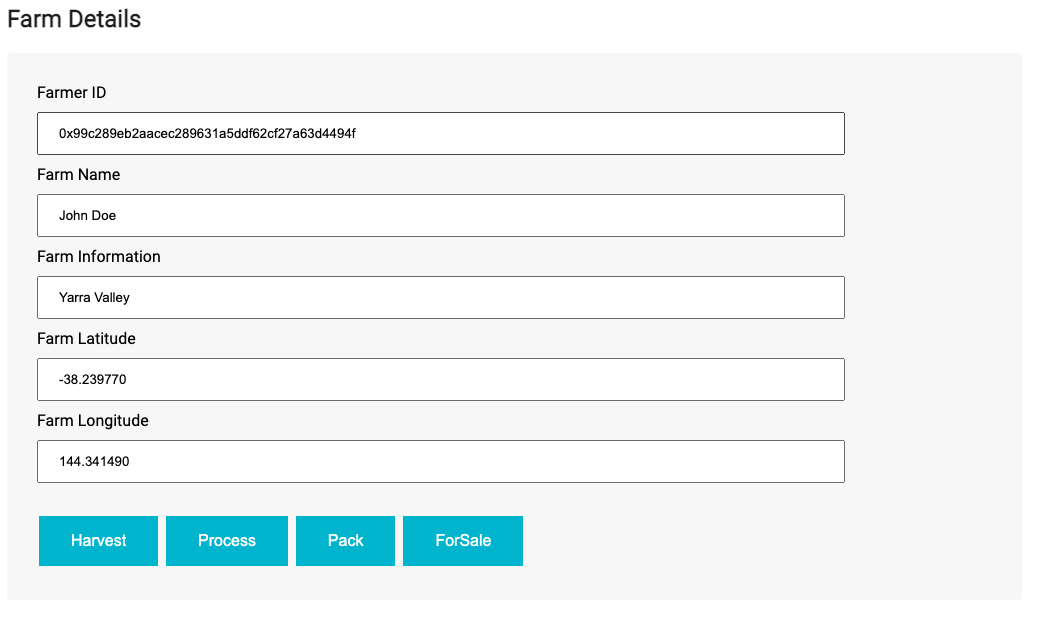 Farm Details
Farmer ID
0x99c289eb2aacec289631a5ddf62cf27a63d4494f
Farm Name
John Doe
Farm Information
Yarra Valley
Farm Latitude
-38.239770
Farm Longitude
144.341490
Harvest Process Pack ForSale